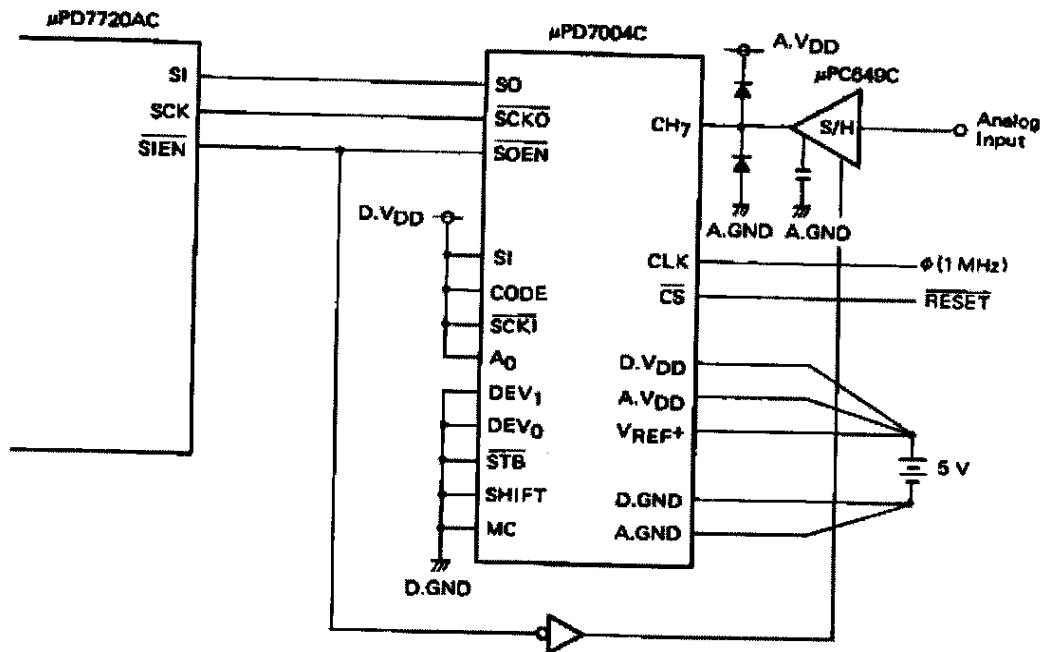 μPD7720AC
SI
SCK
SIEN
μPD7004C
SO
SCKO
SOEN
D.VDD
SI
CODE
SCKI
A0
DEV1
DEV0
STB
SHIFT
MC
D.GND
CH7
CLK
CS
D.VDD
A.VDD
VREF+
D.GND
A.GND
A.VDD
μPC649C
S/H
Analog
Input
A.GND
A.GND
ϕ (1 MHz)
RESET
5 V